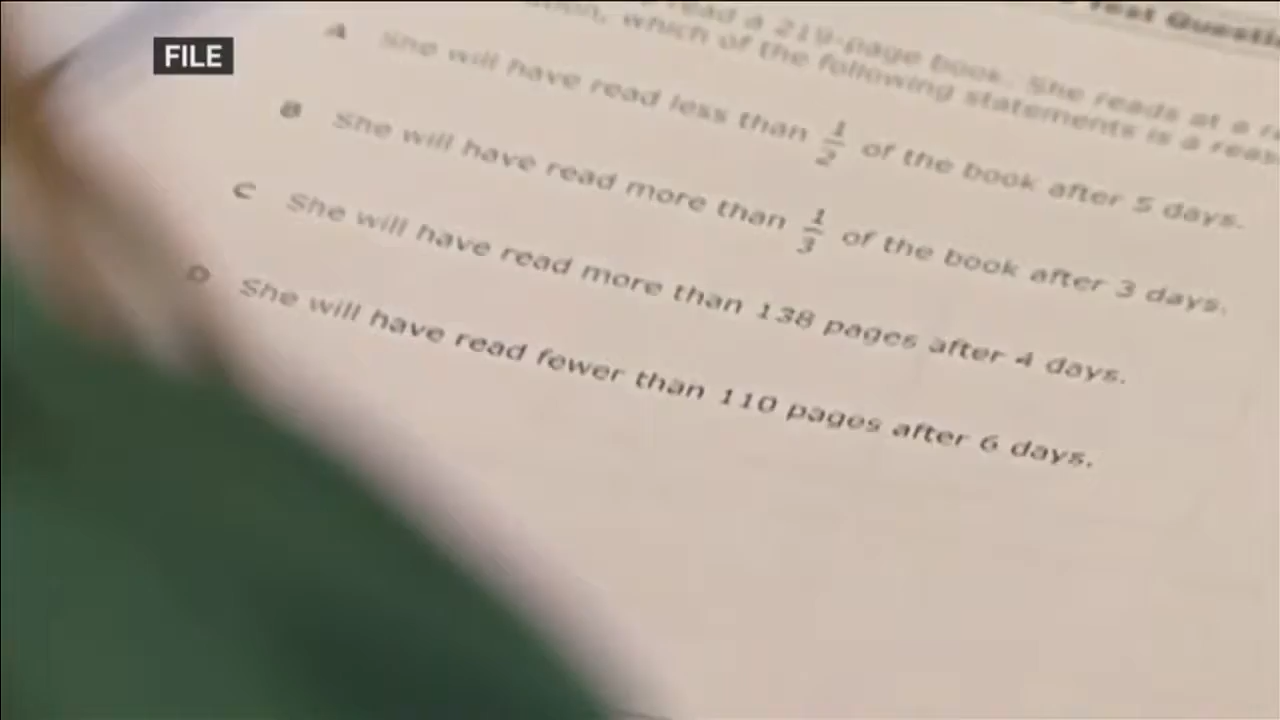 FILE
Test Questi
read a 219-page book. She reads at a r
which of the following statements is a reas
A She will have read less than 1/2 of the book after 5 days.
B She will have read more than 1/3 of the book after 3 days.
C She will have read more than 138 pages after 4 days.
D She will have read fewer than 110 pages after 6 days.